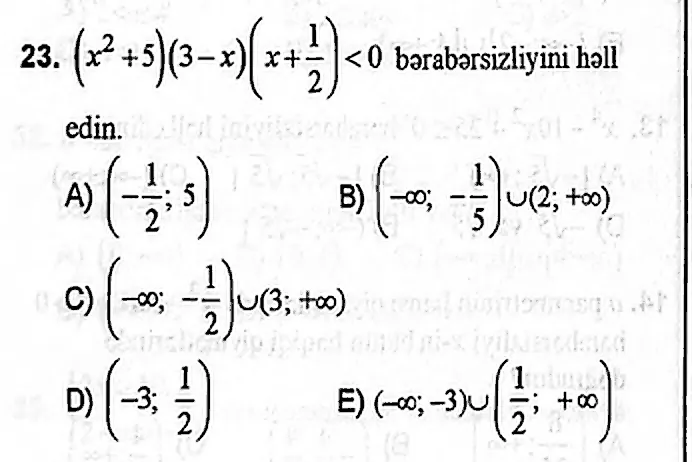 23. (x² + 5)(3 – x)(x + 1/2) < 0 bərabərsizliyini həll
edin.
A) (–1/2; 5) B) (–∞; –1/5)∪(2; +∞)
C) (–∞; –1/2)∪(3; +∞)
D) (–3; 1/2) E) (–∞; –3)∪(1/2; +∞)